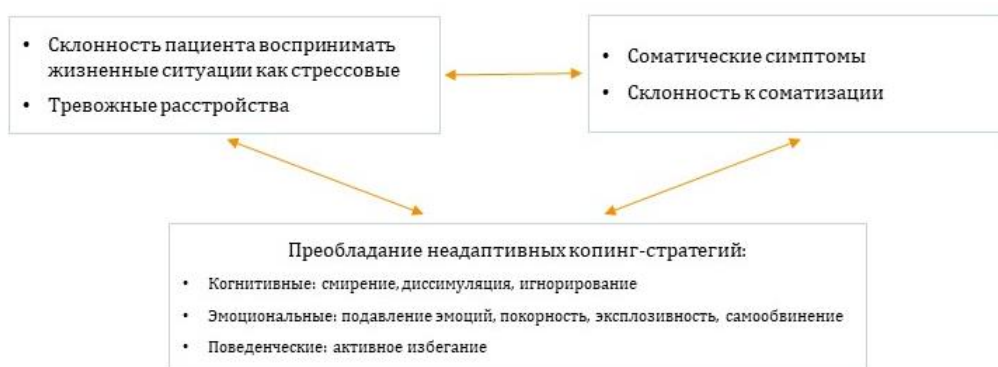 • Склонность пациента воспринимать
жизненные ситуации как стрессовые
• Тревожные расстройства
• Соматические симптомы
• Склонность к соматизации
Преобладание неадаптивных копинг-стратегий:
• Когнитивные: смирение, диссимуляция, игнорирование
• Эмоциональные: подавление эмоций, покорность, эксплозивность, самообвинение
• Поведенческие: активное избегание